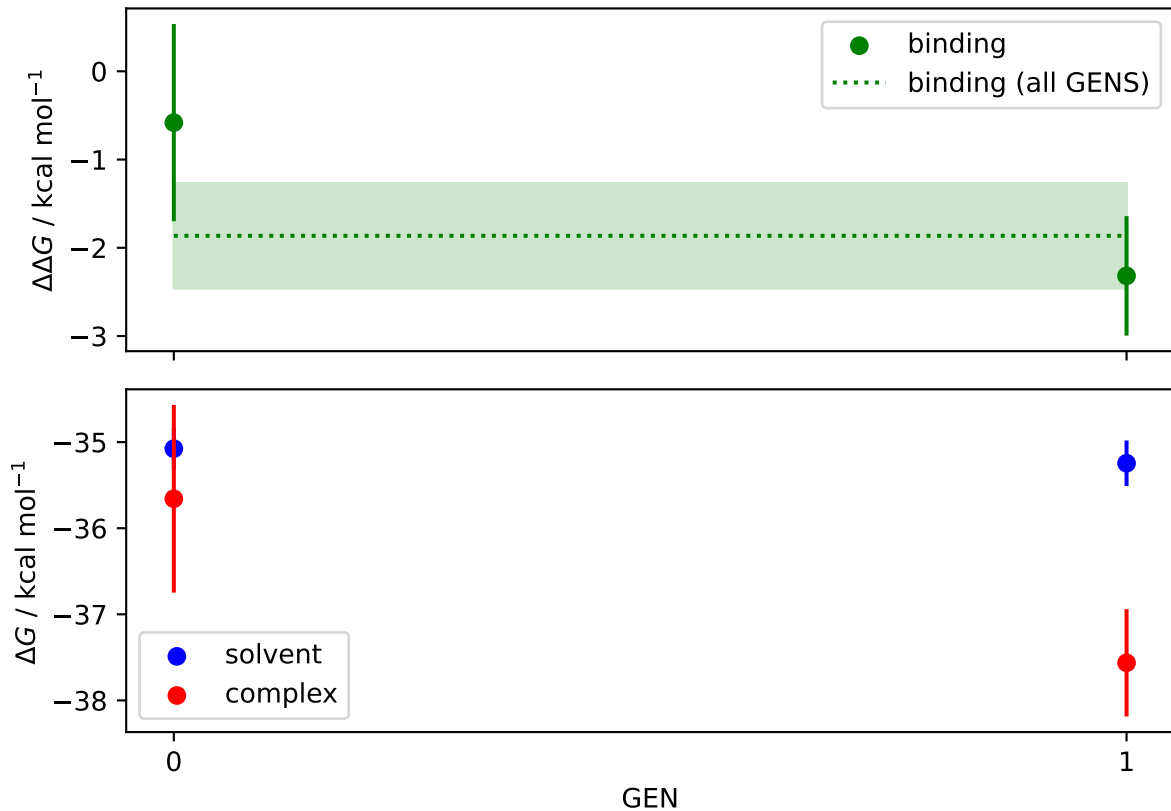 0
−1
−2
−3
ΔΔG / kcal mol⁻¹
binding
binding (all GENS)
−35
−36
−37
−38
ΔG / kcal mol⁻¹
solvent
complex
0
1
GEN